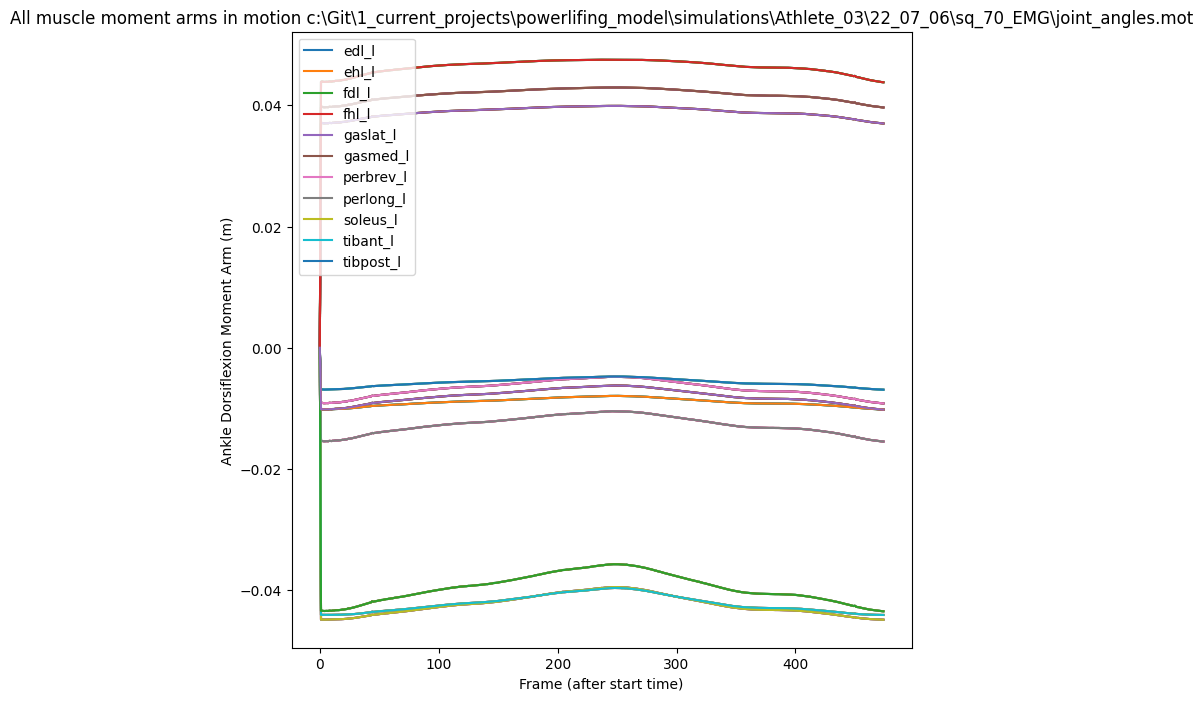 All muscle moment arms in motion c:\Git\1_current_projects\powerlifing_model\simulations\Athlete_03\22_07_06\sq_70_EMG\joint_angles.mot
edl_l
ehl_l
fdl_l
fhl_l
gaslat_l
gasmed_l
perbrev_l
perlong_l
soleus_l
tibant_l
tibpost_l
Ankle Dorsiflexion Moment Arm (m)
0.04
0.02
0.00
−0.02
−0.04
0 100 200 300 400
Frame (after start time)